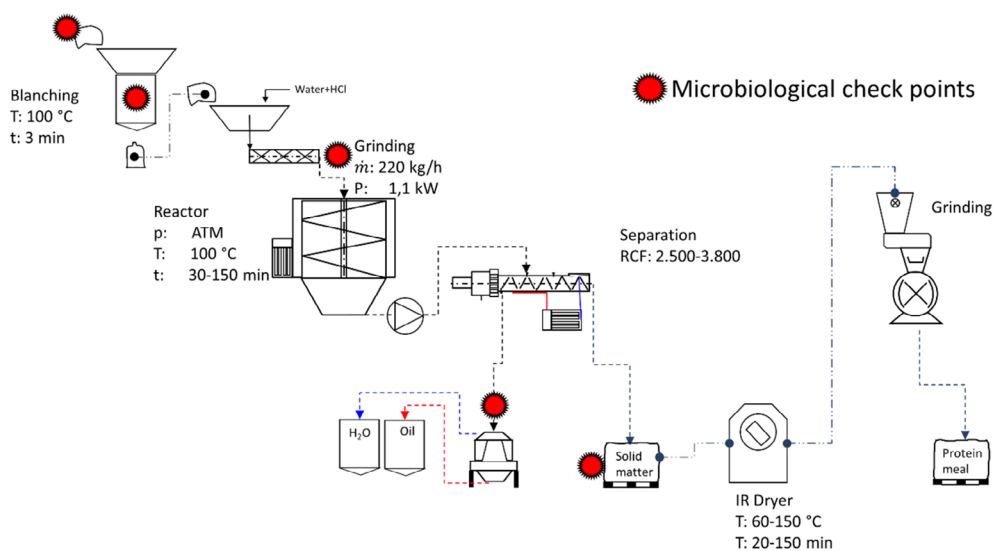 Microbiological check points
Blanching
T: 100 °C
t: 3 min
Water+HCl
Grinding
ṁ: 220 kg/h
P: 1,1 kW
Reactor
p: ATM
T: 100 °C
t: 30-150 min
Separation
RCF: 2.500-3.800
Grinding
H₂O
Oil
Solid
matter
Protein
meal
IR Dryer
T: 60-150 °C
T: 20-150 min